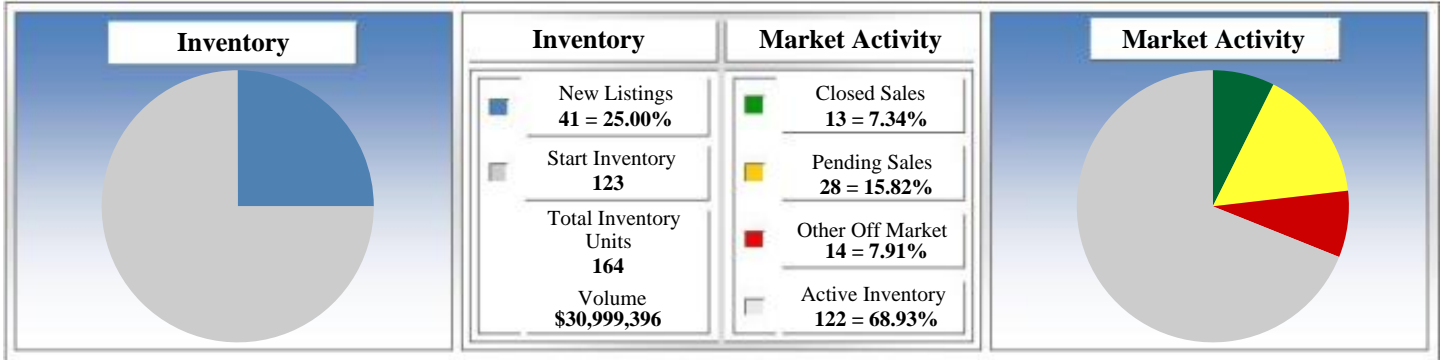 Inventory
Inventory
New Listings
41 = 25.00%
Start Inventory
123
Total Inventory
Units
164
Volume
$30,999,396
Market Activity
Closed Sales
13 = 7.34%
Pending Sales
28 = 15.82%
Other Off Market
14 = 7.91%
Active Inventory
122 = 68.93%
Market Activity